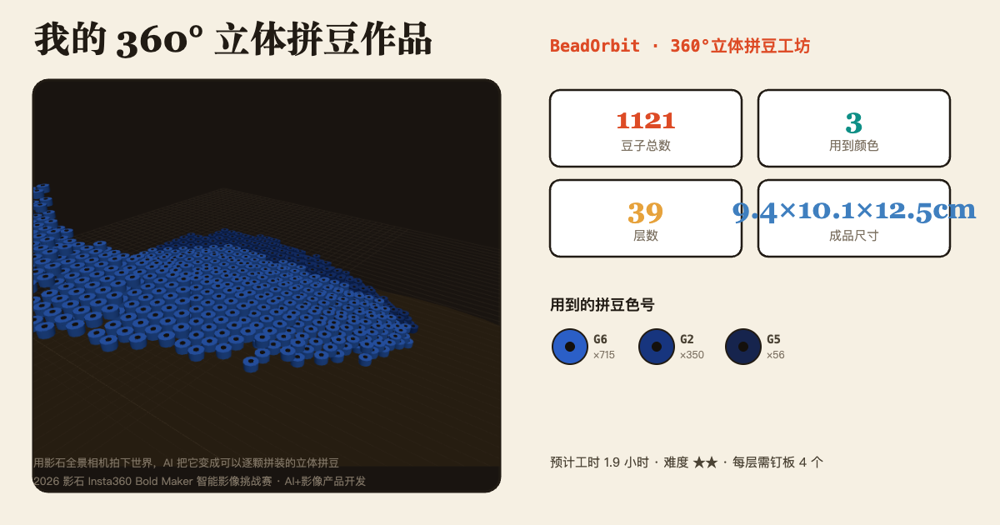 我的 360° 立体拼豆作品
BeadOrbit · 360°立体拼豆工坊
1121
豆子总数
3
用到颜色
39
层数
9.4×10.1×12.5cm
成品尺寸
用到的拼豆色号
G6
×715
G2
×350
G5
×56
用影石全景相机拍下世界，AI 把它变成可以逐颗拼装的立体拼豆
2026 影石 Insta360 Bold Maker 智能影像挑战赛 · AI+影像产品开发
预计工时 1.9 小时 · 难度 ★★ · 每层需钉板 4 个